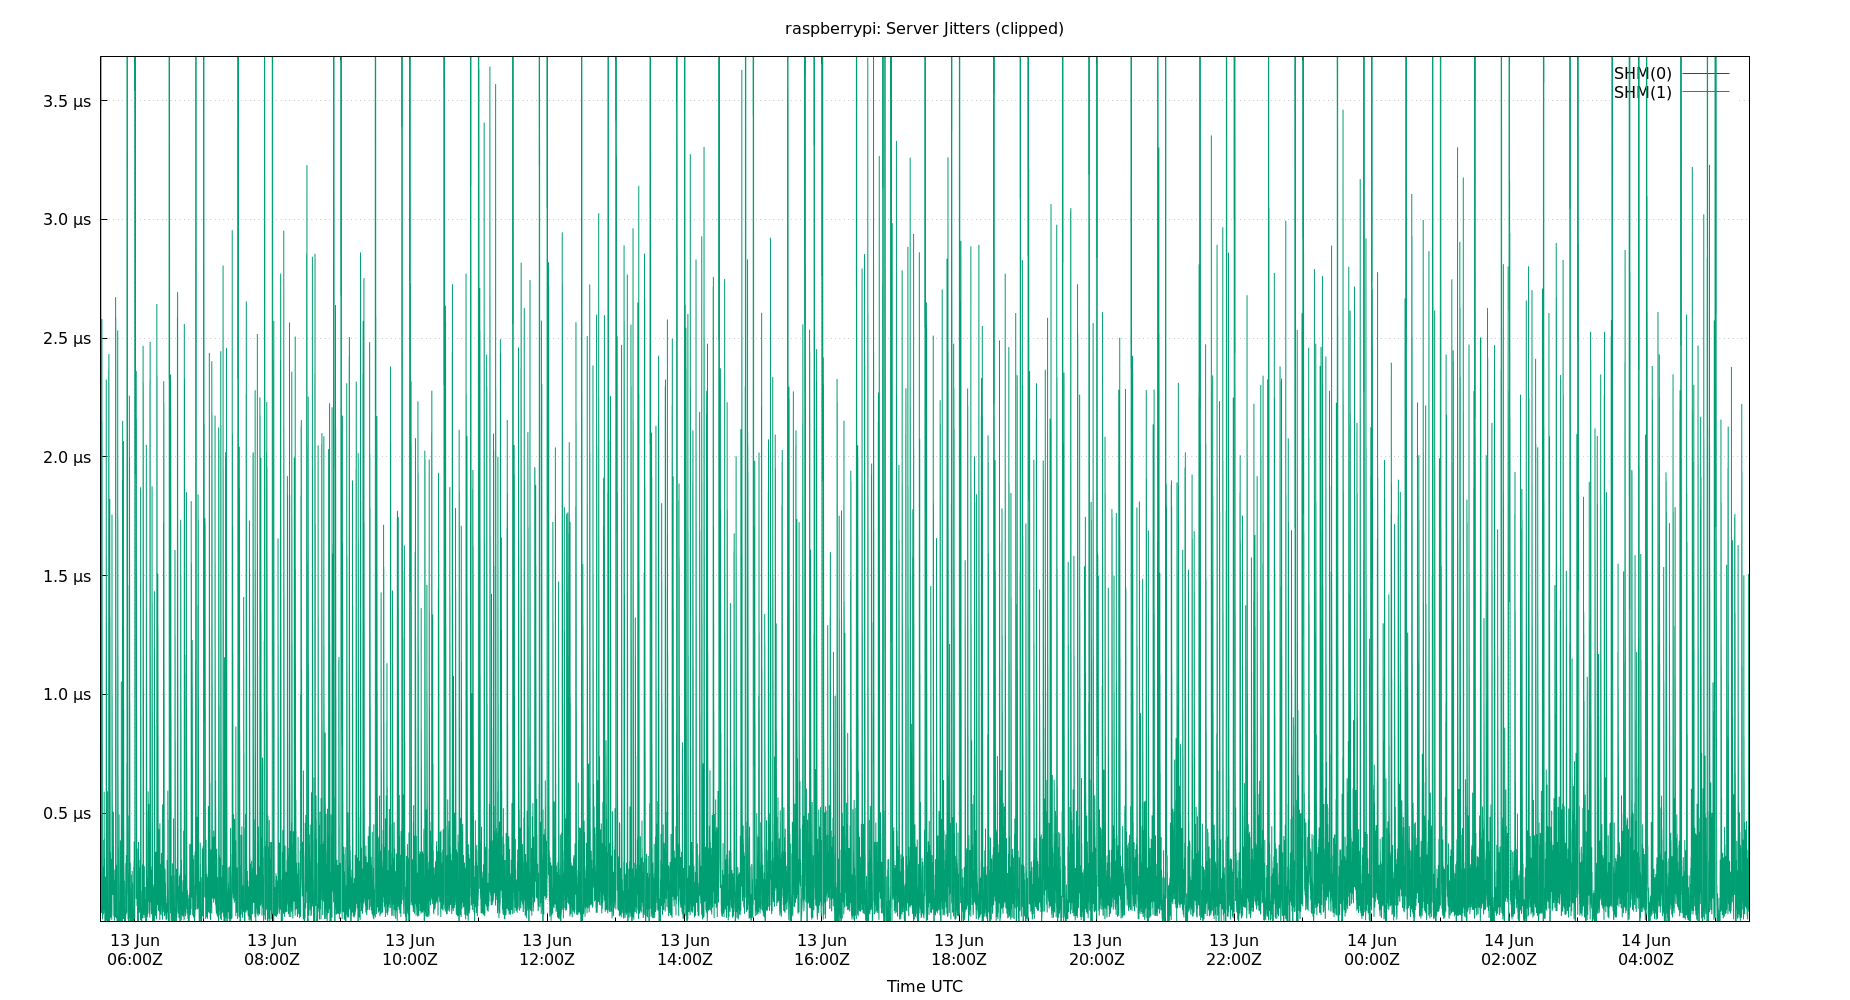 raspberrypi: Server Jitters (clipped)
SHM(0)
SHM(1)
3.5 µs
3.0 µs
2.5 µs
2.0 µs
1.5 µs
1.0 µs
0.5 µs
13 Jun 13 Jun 13 Jun 13 Jun 13 Jun 13 Jun 13 Jun 13 Jun 13 Jun 14 Jun 14 Jun 14 Jun
06:00Z 08:00Z 10:00Z 12:00Z 14:00Z 16:00Z 18:00Z 20:00Z 22:00Z 00:00Z 02:00Z 04:00Z
Time UTC